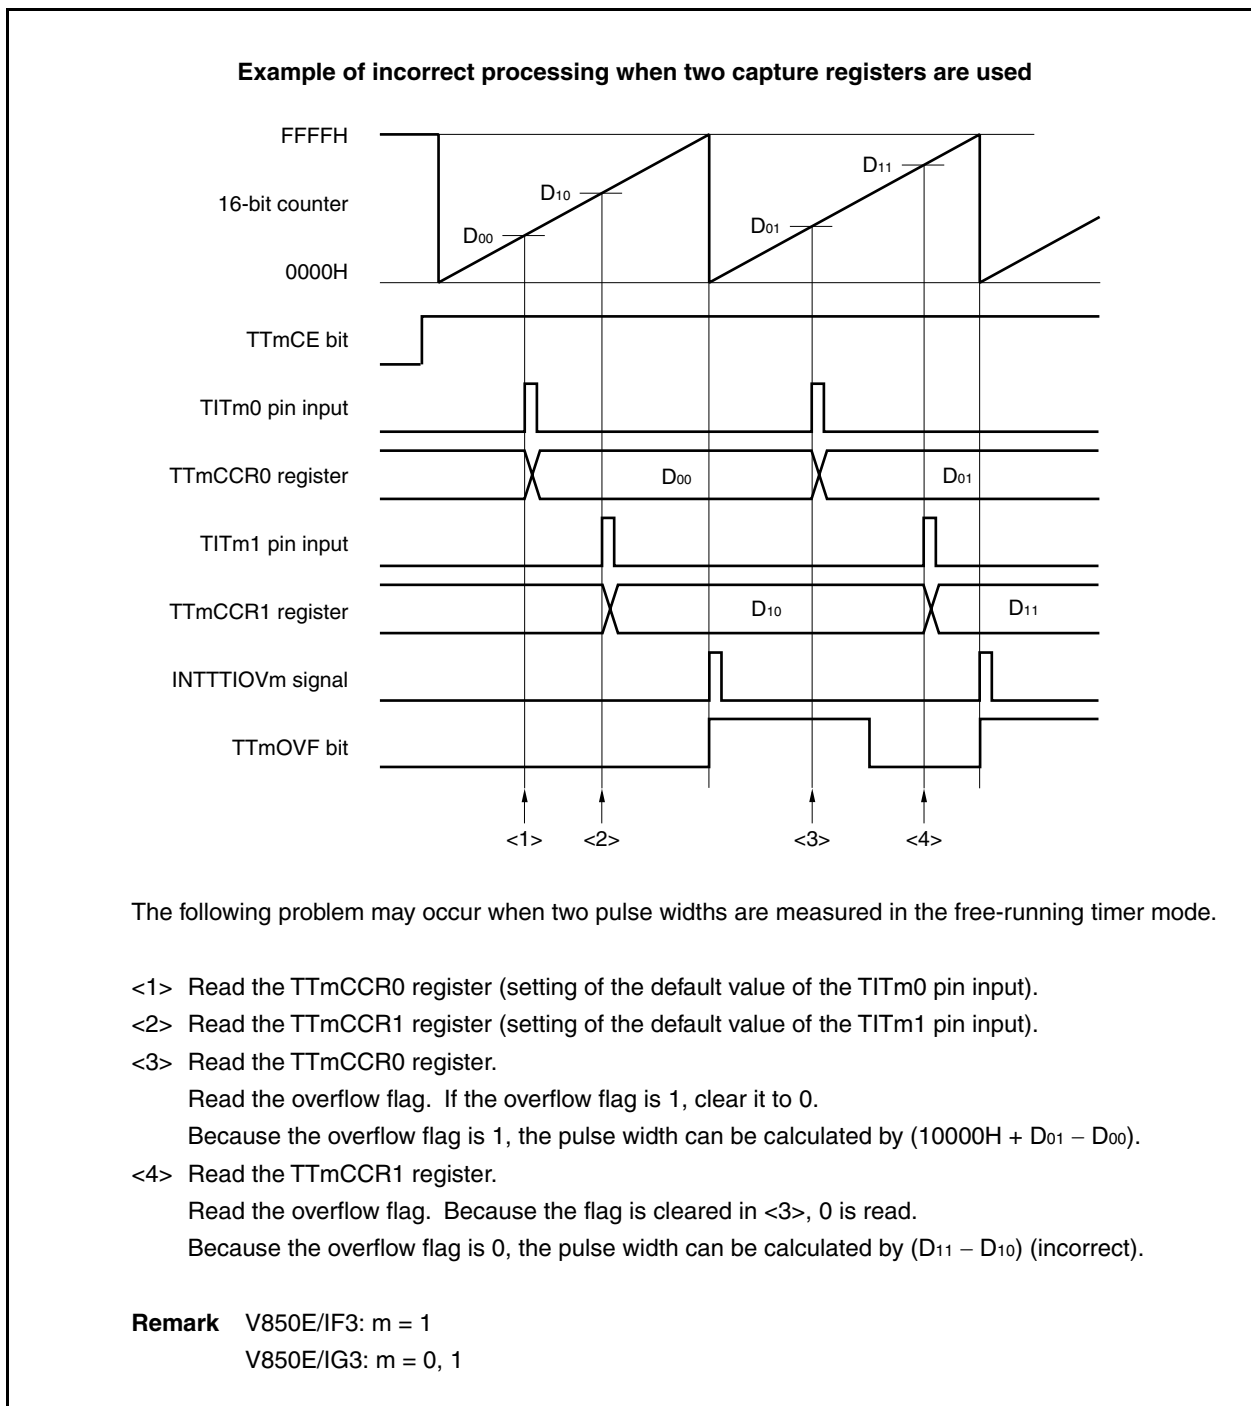 Example of incorrect processing when two capture registers are used
FFFFH
D11
D10
16-bit counter
D01
D00
0000H
TTmCE bit
TITm0 pin input
TTmCCR0 register
D00
D01
TITm1 pin input
TTmCCR1 register
D10
D11
INTTTIOVm signal
TTmOVF bit
<1> <2> <3> <4>
The following problem may occur when two pulse widths are measured in the free-running timer mode.
<1> Read the TTmCCR0 register (setting of the default value of the TITm0 pin input).
<2> Read the TTmCCR1 register (setting of the default value of the TITm1 pin input).
<3> Read the TTmCCR0 register.
Read the overflow flag. If the overflow flag is 1, clear it to 0.
Because the overflow flag is 1, the pulse width can be calculated by (10000H + D01 − D00).
<4> Read the TTmCCR1 register.
Read the overflow flag. Because the flag is cleared in <3>, 0 is read.
Because the overflow flag is 0, the pulse width can be calculated by (D11 − D10) (incorrect).
Remark V850E/IF3: m = 1
V850E/IG3: m = 0, 1